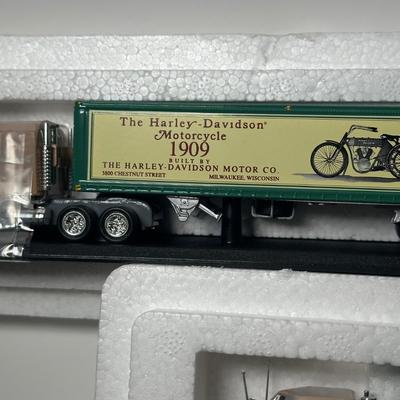 The Harley-Davidson®
Motorcycle
1909
BUILT BY
THE HARLEY-DAVIDSON MOTOR CO.
3800 CHESTNUT STREET MILWAUKEE, WISCONSIN